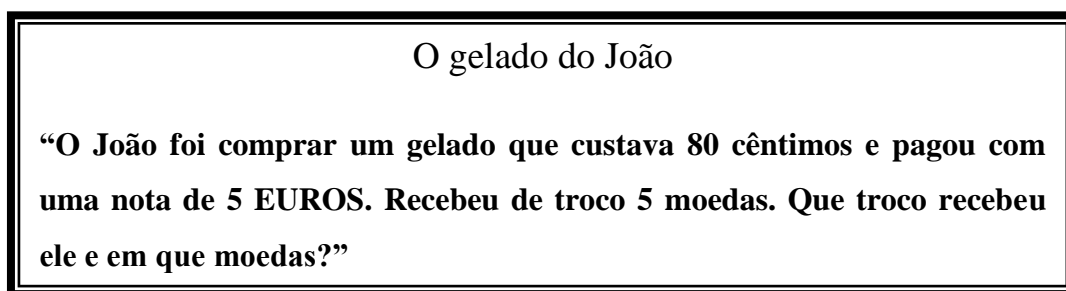 O gelado do João
“O João foi comprar um gelado que custava 80 cêntimos e pagou com
uma nota de 5 EUROS. Recebeu de troco 5 moedas. Que troco recebeu
ele e em que moedas?”